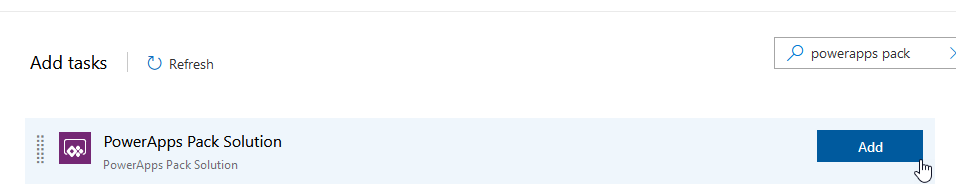 Add tasks
Refresh
powerapps pack
PowerApps Pack Solution
PowerApps Pack Solution
Add